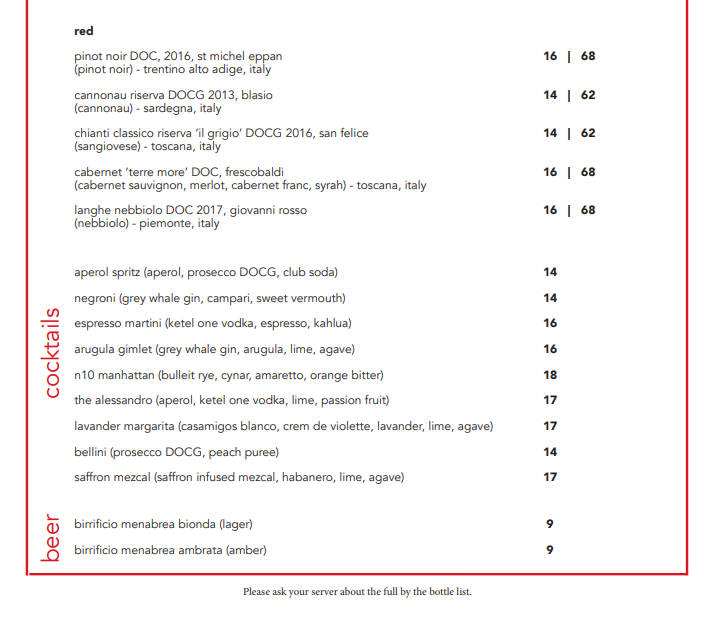 red
pinot noir DOC, 2016, st michel eppan 16 | 68
(pinot noir) - trentino alto adige, italy
cannonau riserva DOCG 2013, blasio 14 | 62
(cannonau) - sardegna, italy
chianti classico riserva ‘il grigio’ DOCG 2016, san felice 14 | 62
(sangiovese) - toscana, italy
cabernet ‘terre more’ DOC, frescobaldi 16 | 68
(cabernet sauvignon, merlot, cabernet franc, syrah) - toscana, italy
langhe nebbiolo DOC 2017, giovanni rosso 16 | 68
(nebbiolo) - piemonte, italy
cocktails
aperol spritz (aperol, prosecco DOCG, club soda) 14
negroni (grey whale gin, campari, sweet vermouth) 14
espresso martini (ketel one vodka, espresso, kahlua) 16
arugula gimlet (grey whale gin, arugula, lime, agave) 16
n10 manhattan (bulleit rye, cynar, amaretto, orange bitter) 18
the alessandro (aperol, ketel one vodka, lime, passion fruit) 17
lavander margarita (casamigos blanco, crem de violette, lavander, lime, agave) 17
bellini (prosecco DOCG, peach puree) 14
saffron mezcal (saffron infused mezcal, habanero, lime, agave) 17
beer
birrificio menabrea bionda (lager) 9
birrificio menabrea ambrata (amber) 9
Please ask your server about the full by the bottle list.